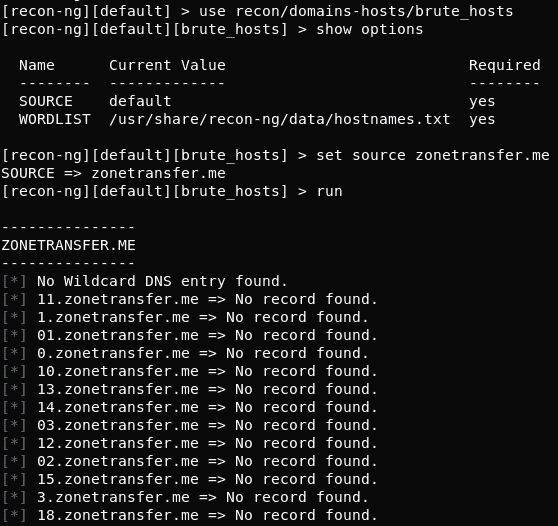 [recon-ng][default] > use recon/domains-hosts/brute_hosts
[recon-ng][default][brute_hosts] > show options

  Name      Current Value                            Required
  --------  -------------                            --------
  SOURCE    default                                  yes
  WORDLIST  /usr/share/recon-ng/data/hostnames.txt  yes

[recon-ng][default][brute_hosts] > set source zonetransfer.me
SOURCE => zonetransfer.me
[recon-ng][default][brute_hosts] > run

---------------
ZONETRANSFER.ME
---------------
[*] No Wildcard DNS entry found.
[*] 11.zonetransfer.me => No record found.
[*] 1.zonetransfer.me => No record found.
[*] 01.zonetransfer.me => No record found.
[*] 0.zonetransfer.me => No record found.
[*] 10.zonetransfer.me => No record found.
[*] 13.zonetransfer.me => No record found.
[*] 14.zonetransfer.me => No record found.
[*] 03.zonetransfer.me => No record found.
[*] 12.zonetransfer.me => No record found.
[*] 02.zonetransfer.me => No record found.
[*] 15.zonetransfer.me => No record found.
[*] 3.zonetransfer.me => No record found.
[*] 18.zonetransfer.me => No record found.